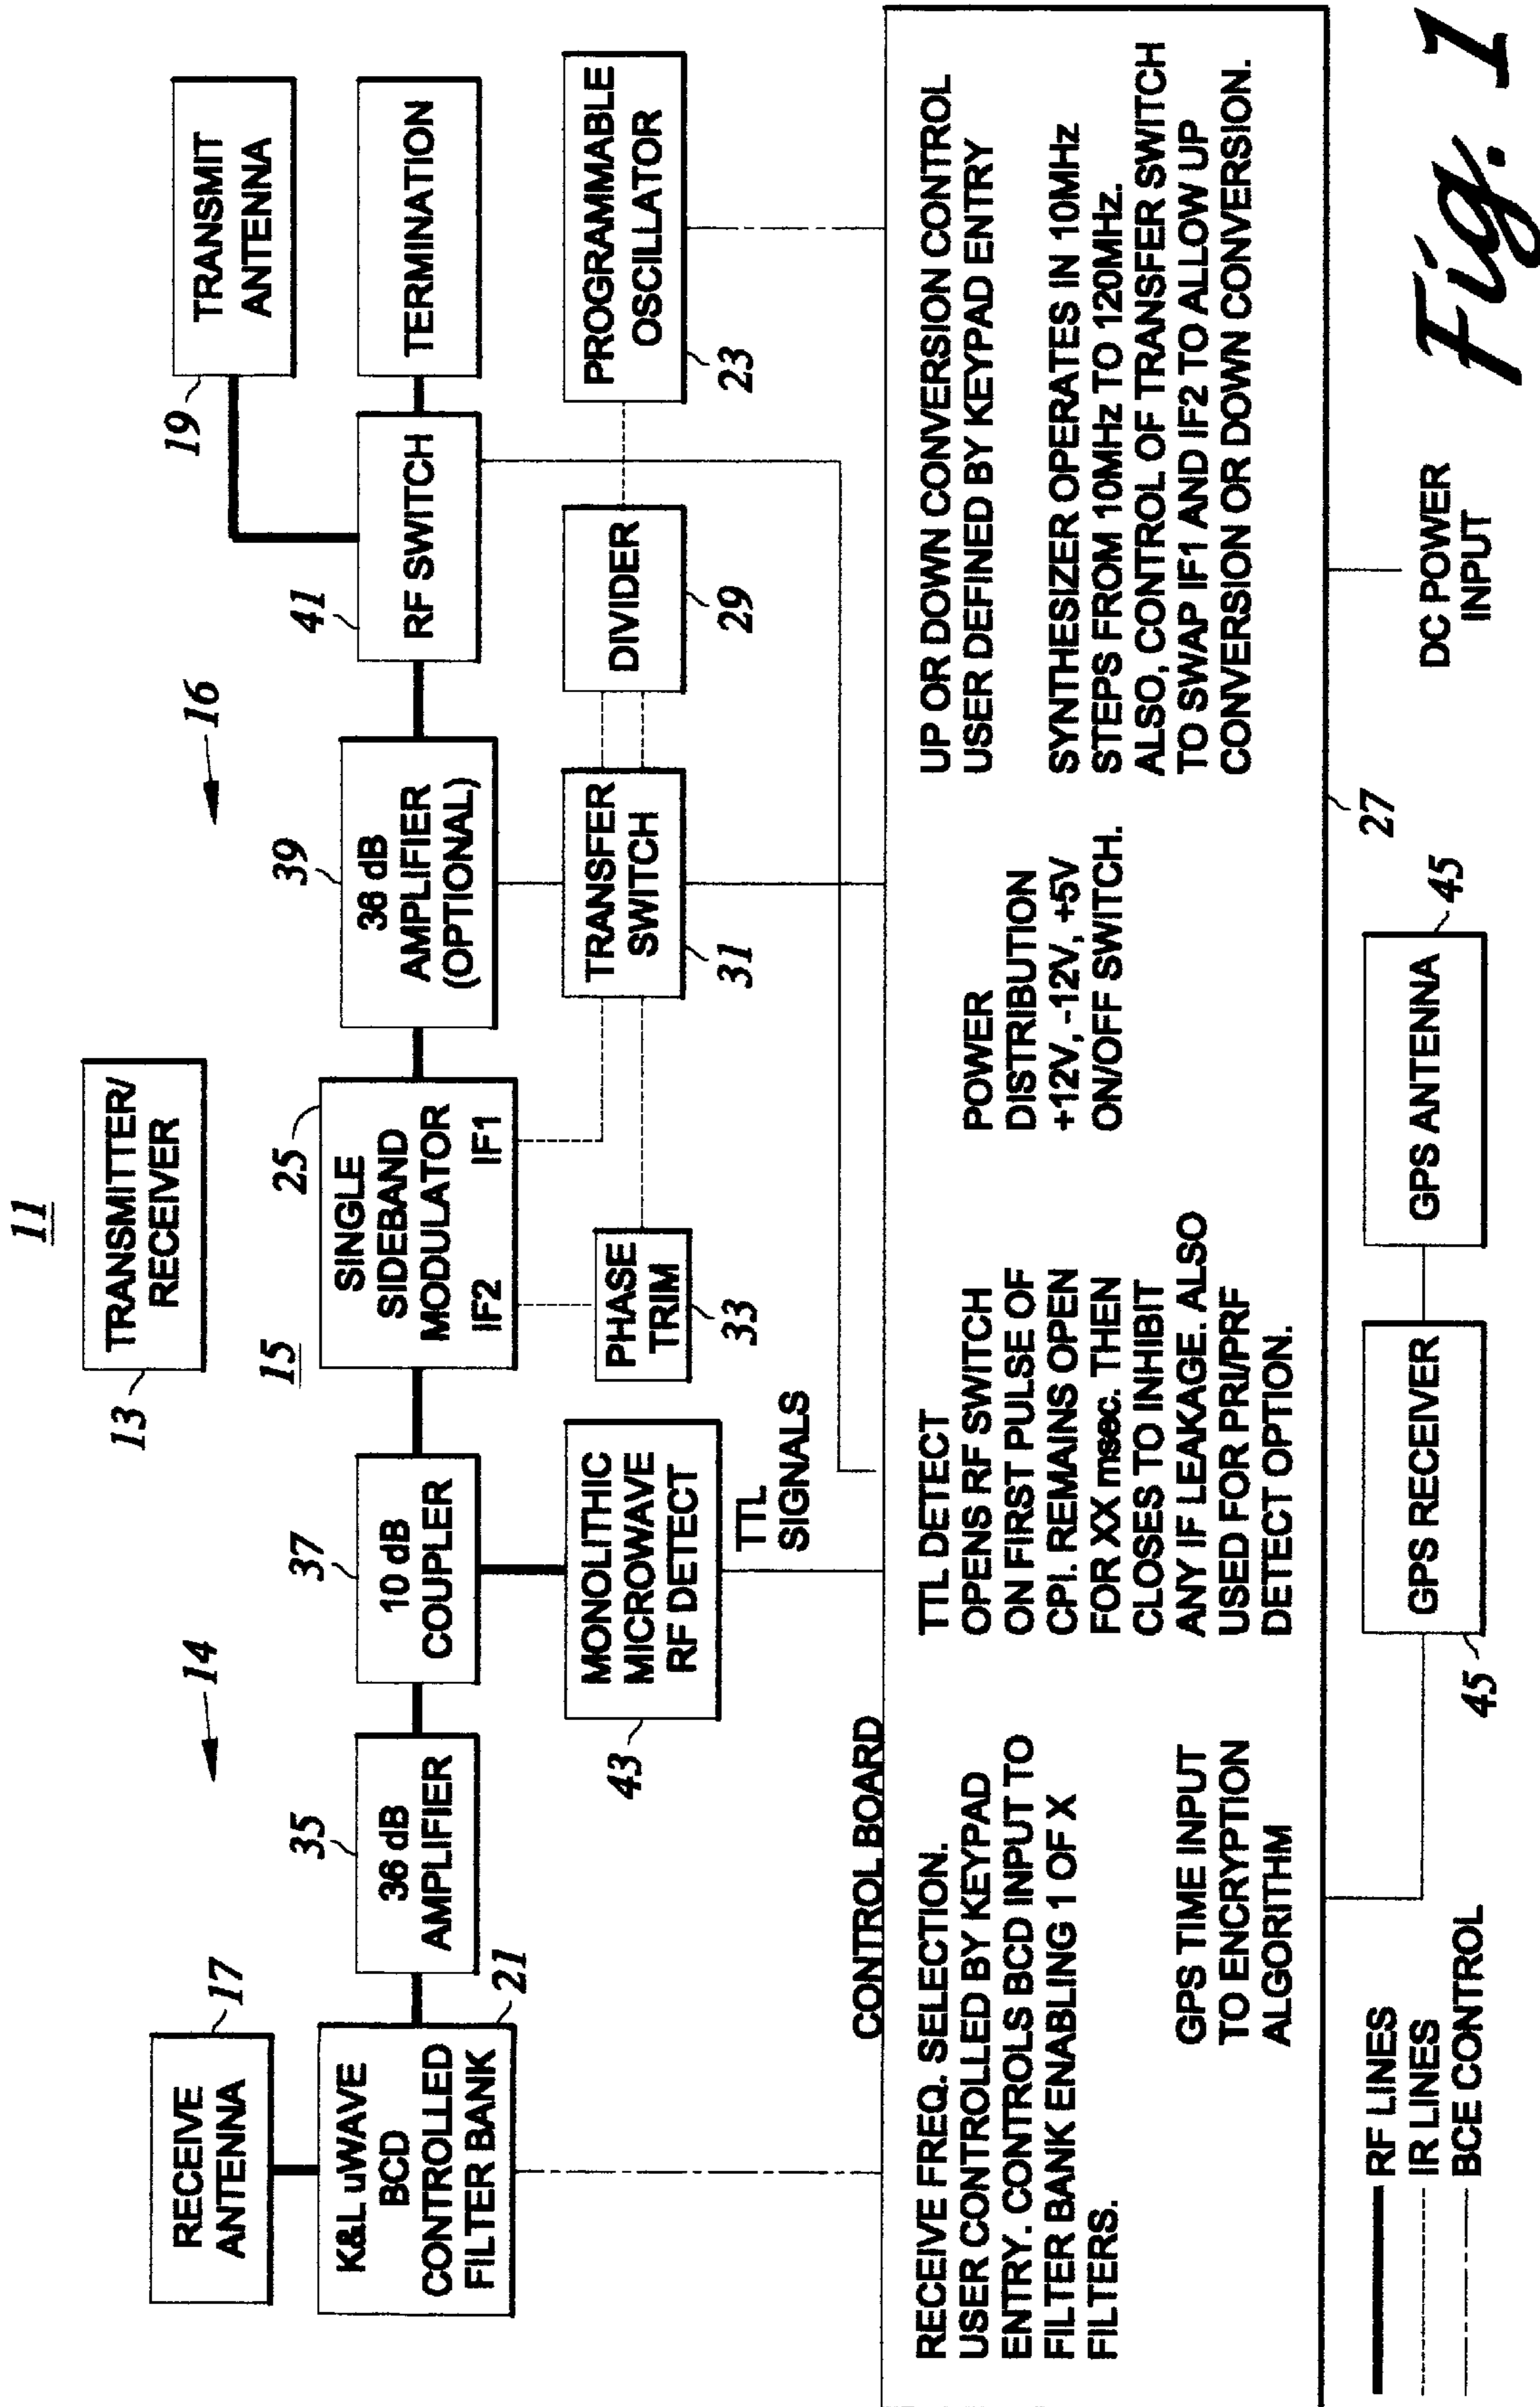 11
TRANSMITTER/
RECEIVER
13
14
15
16
RECEIVE
ANTENNA
17
K&L uWAVE
BCD
CONTROLLED
FILTER BANK
21
35
36 dB
AMPLIFIER
37
10 dB
COUPLER
25
SINGLE
SIDEBAND
MODULATOR
IF2 IF1
39
36 dB
AMPLIFIER
(OPTIONAL)
41
RF SWITCH
19
TRANSMIT
ANTENNA
TERMINATION
43
MONOLITHIC
MICROWAVE
RF DETECT
TTL
SIGNALS
PHASE
TRIM
33
TRANSFER
SWITCH
31
DIVIDER
29
PROGRAMMABLE
OSCILLATOR
23
CONTROL BOARD
RECEIVE FREQ. SELECTION.
USER CONTROLLED BY KEYPAD
ENTRY. CONTROLS BCD INPUT TO
FILTER BANK ENABLING 1 OF X
FILTERS.
GPS TIME INPUT
TO ENCRYPTION
ALGORITHM
TTL DETECT
OPENS RF SWITCH
ON FIRST PULSE OF
CPI. REMAINS OPEN
FOR XX msec. THEN
CLOSES TO INHIBIT
ANY IF LEAKAGE. ALSO
USED FOR PRI/PRF
DETECT OPTION.
POWER
DISTRIBUTION
+12V, -12V, +5V
ON/OFF SWITCH.
UP OR DOWN CONVERSION CONTROL
USER DEFINED BY KEYPAD ENTRY
SYNTHESIZER OPERATES IN 10MHz
STEPS FROM 10MHz TO 120MHz.
ALSO, CONTROL OF TRANSFER SWITCH
TO SWAP IF1 AND IF2 TO ALLOW UP
CONVERSION OR DOWN CONVERSION.
27
RF LINES
IR LINES
BCE CONTROL
GPS RECEIVER
45
GPS ANTENNA
45
DC POWER
INPUT
Fig. 1